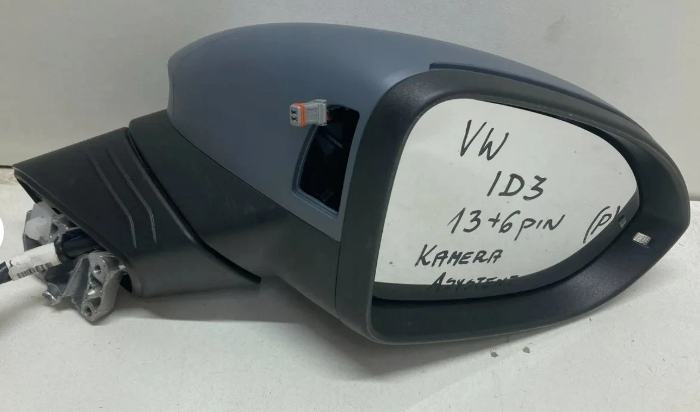 VW
ID3
13+6 PIN (P)
KAMERA